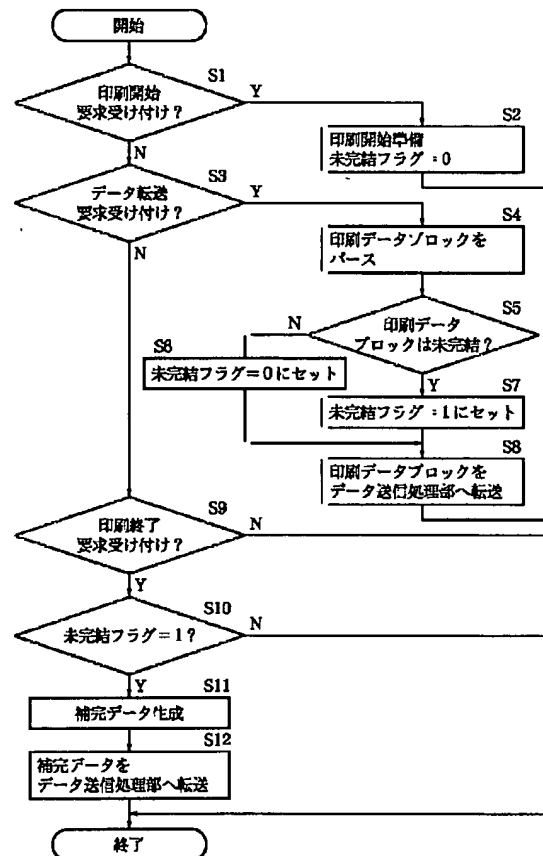 開始
S1
印刷開始
要求受け付け？
Y
N
S2
印刷開始準備
未完結フラグ：0
S3
データ転送
要求受け付け？
Y
N
S4
印刷データブロックを
パース
S5
印刷データ
ブロックは未完結？
N
Y
S6
未完結フラグ＝0にセット
S7
未完結フラグ：1にセット
S8
印刷データブロックを
データ送信処理部へ転送
S9
印刷終了
要求受け付け？
N
Y
S10
未完結フラグ＝1？
N
Y
S11
補完データ生成
S12
補完データを
データ送信処理部へ転送
終了